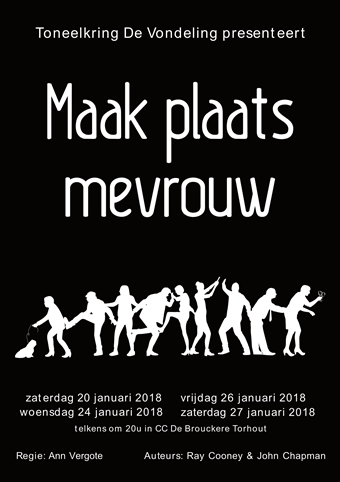 Toneelkring De Vondeling presenteert
Maak plaats
mevrouw
zaterdag 20 januari 2018 vrijdag 26 januari 2018
woensdag 24 januari 2018 zaterdag 27 januari 2018
telkens om 20u in CC De Brouckere Torhout
Regie: Ann Vergote Auteurs: Ray Cooney & John Chapman